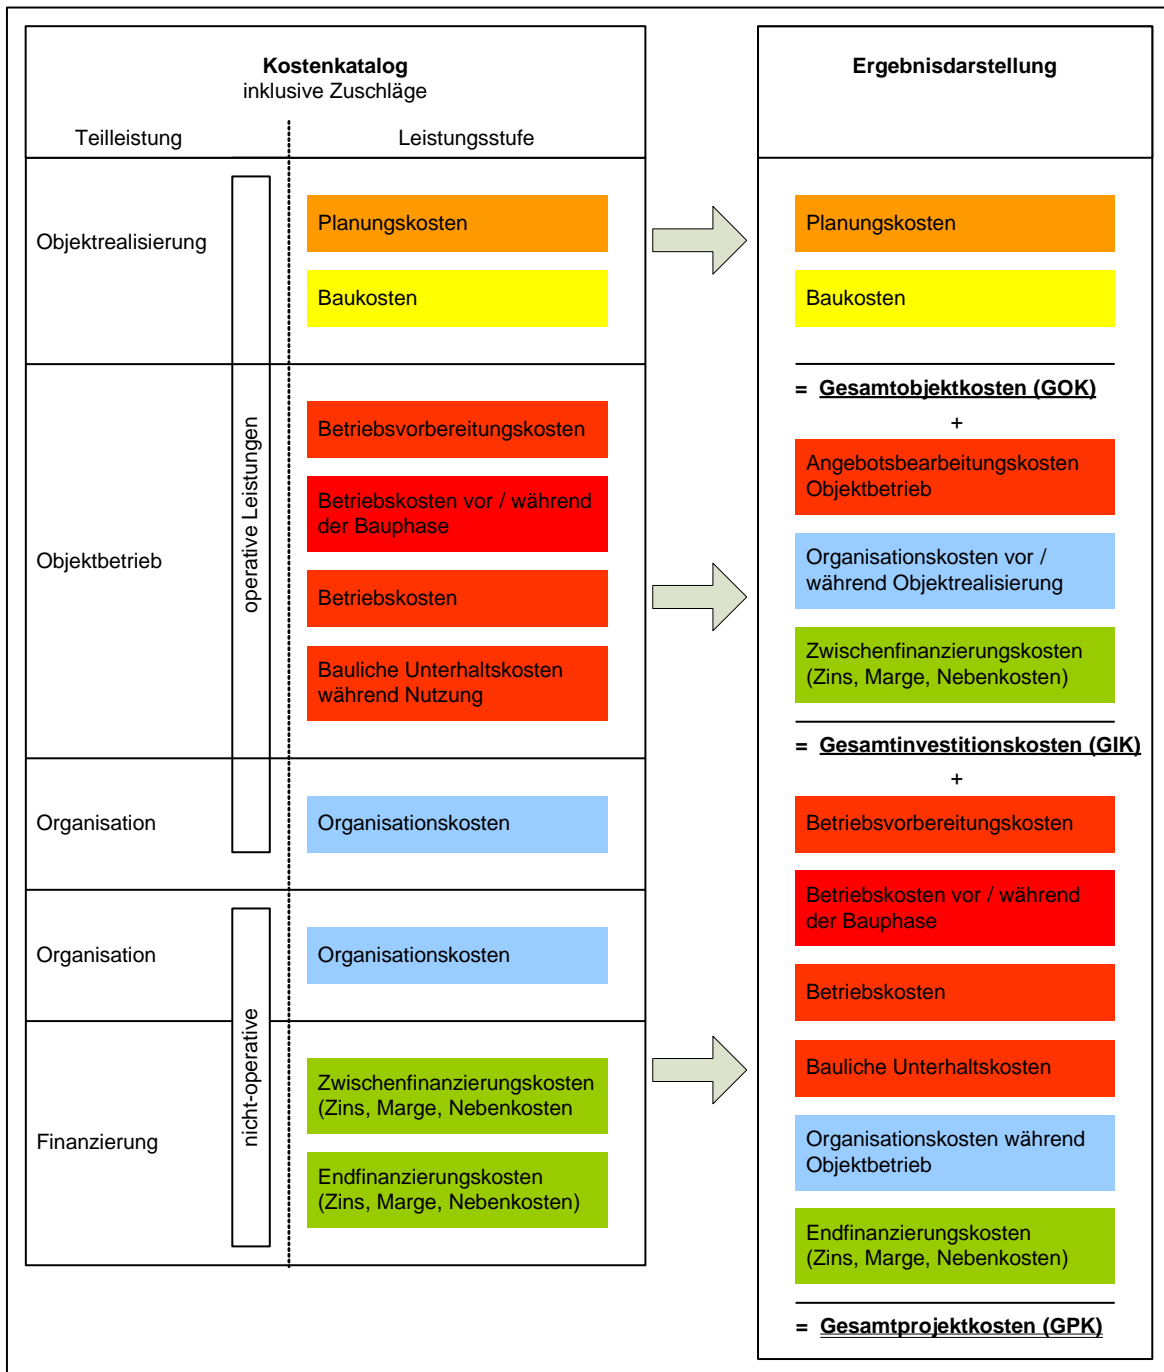 Kostenkatalog
inklusive Zuschläge
Teilleistung
Leistungsstufe
Objektrealisierung
operative Leistungen
Planungskosten
Baukosten
Objektbetrieb
Betriebsvorbereitungskosten
Betriebskosten vor / während
der Bauphase
Betriebskosten
Bauliche Unterhaltskosten
während Nutzung
Organisation
Organisationskosten
Organisation
nicht-operative
Organisationskosten
Finanzierung
Zwischenfinanzierungskosten
(Zins, Marge, Nebenkosten
Endfinanzierungskosten
(Zins, Marge, Nebenkosten)
Ergebnisdarstellung
Planungskosten
Baukosten
= Gesamtobjektkosten (GOK)
+
Angebotsbearbeitungskosten
Objektbetrieb
Organisationskosten vor /
während Objektrealisierung
Zwischenfinanzierungskosten
(Zins, Marge, Nebenkosten)
= Gesamtinvestitionskosten (GIK)
+
Betriebsvorbereitungskosten
Betriebskosten vor / während
der Bauphase
Betriebskosten
Bauliche Unterhaltskosten
Organisationskosten während
Objektbetrieb
Endfinanzierungskosten
(Zins, Marge, Nebenkosten)
= Gesamtprojektkosten (GPK)